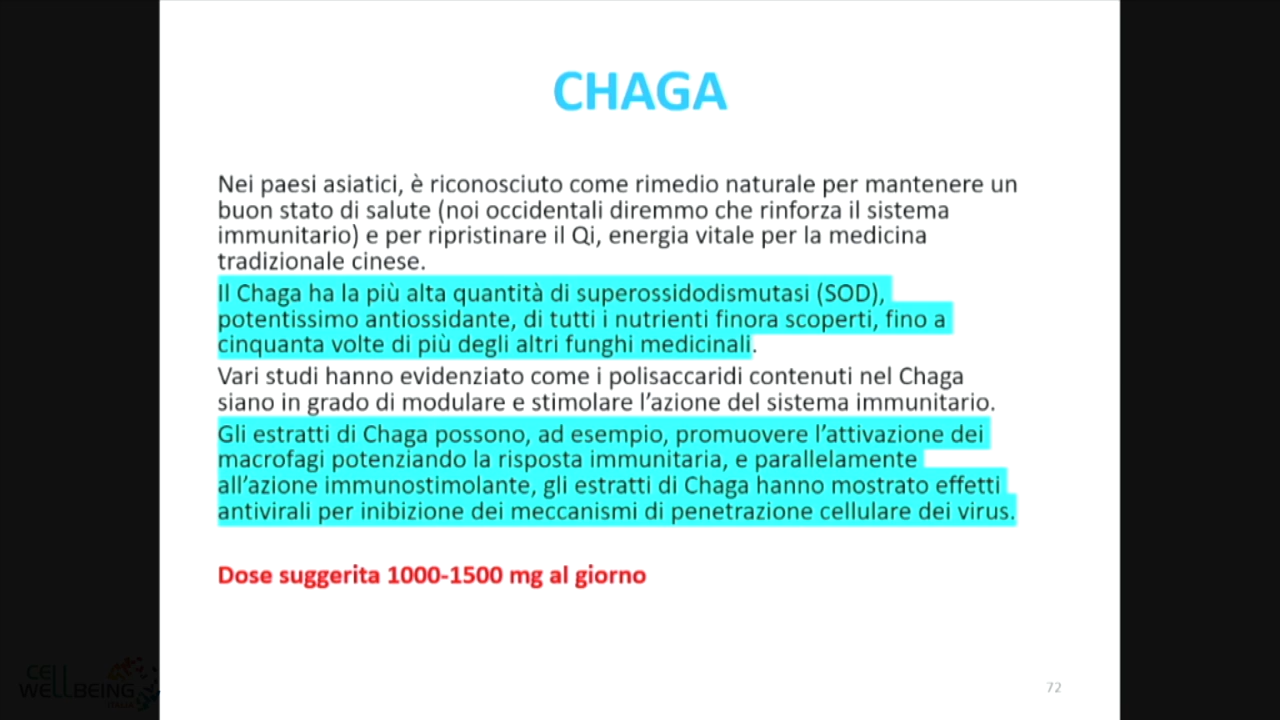 CHAGA
Nei paesi asiatici, è riconosciuto come rimedio naturale per mantenere un
buon stato di salute (noi occidentali diremmo che rinforza il sistema
immunitario) e per ripristinare il Qi, energia vitale per la medicina
tradizionale cinese.
Il Chaga ha la più alta quantità di superossidodismutasi (SOD),
potentissimo antiossidante, di tutti i nutrienti finora scoperti, fino a
cinquanta volte di più degli altri funghi medicinali.
Vari studi hanno evidenziato come i polisaccaridi contenuti nel Chaga
siano in grado di modulare e stimolare l’azione del sistema immunitario.
Gli estratti di Chaga possono, ad esempio, promuovere l’attivazione dei
macrofagi potenziando la risposta immunitaria, e parallelamente
all’azione immunostimolante, gli estratti di Chaga hanno mostrato effetti
antivirali per inibizione dei meccanismi di penetrazione cellulare dei virus.
Dose suggerita 1000-1500 mg al giorno
CELL
WELLBEING
72